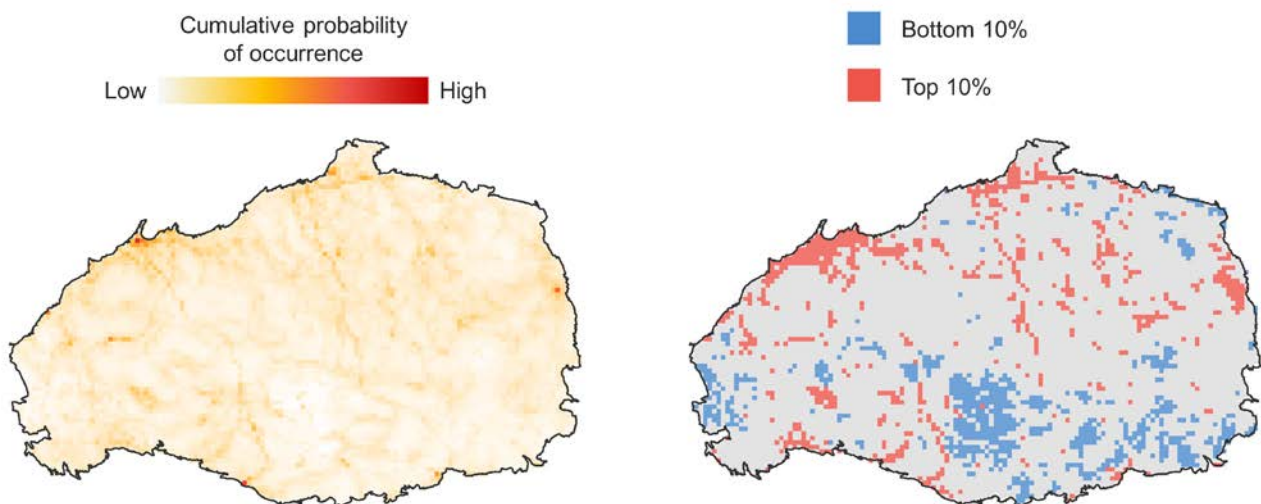 Cumulative probability
of occurrence
Low
High
Bottom 10%
Top 10%